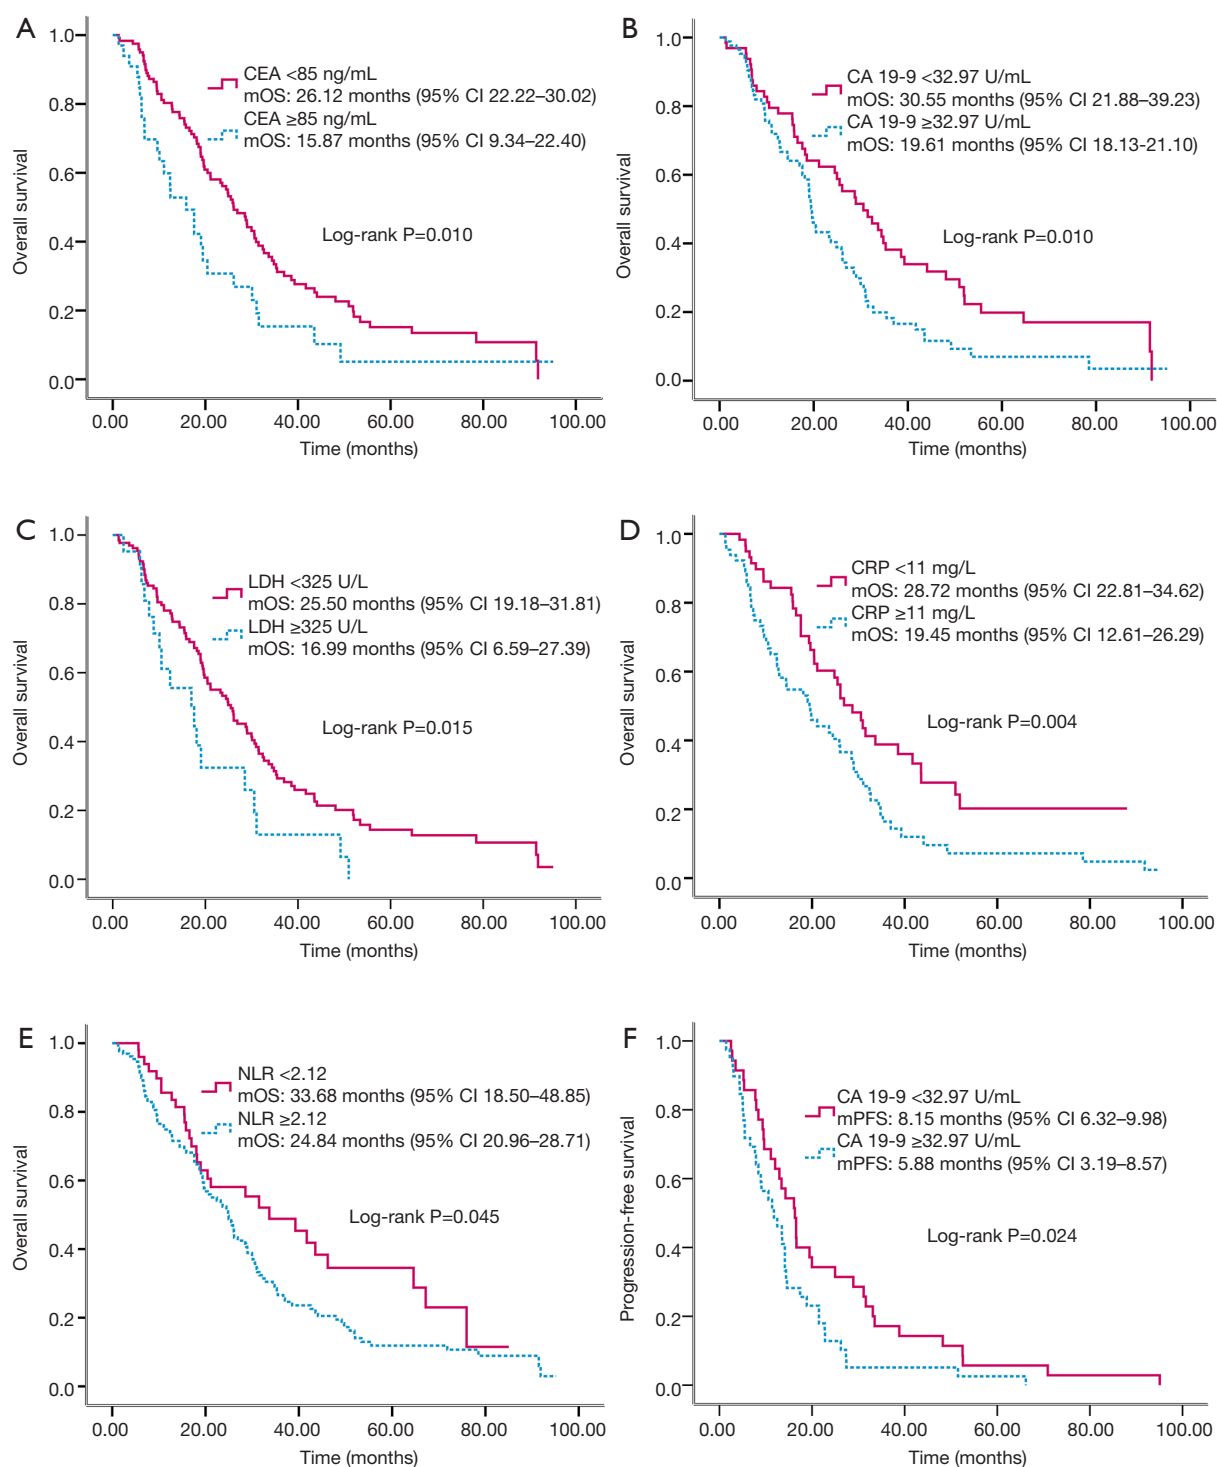 A
1.0
0.8
0.6
0.4
0.2
0.0
Overall survival
CEA <85 ng/mL
mOS: 26.12 months (95% CI 22.22–30.02)
CEA ≥85 ng/mL
mOS: 15.87 months (95% CI 9.34–22.40)
Log-rank P=0.010
0.00 20.00 40.00 60.00 80.00 100.00
Time (months)
B
1.0
0.8
0.6
0.4
0.2
0.0
Overall survival
CA 19-9 <32.97 U/mL
mOS: 30.55 months (95% CI 21.88–39.23)
CA 19-9 ≥32.97 U/mL
mOS: 19.61 months (95% CI 18.13-21.10)
Log-rank P=0.010
0.00 20.00 40.00 60.00 80.00 100.00
Time (months)
C
1.0
0.8
0.6
0.4
0.2
0.0
Overall survival
LDH <325 U/L
mOS: 25.50 months (95% CI 19.18–31.81)
LDH ≥325 U/L
mOS: 16.99 months (95% CI 6.59–27.39)
Log-rank P=0.015
0.00 20.00 40.00 60.00 80.00 100.00
Time (months)
D
1.0
0.8
0.6
0.4
0.2
0.0
Overall survival
CRP <11 mg/L
mOS: 28.72 months (95% CI 22.81–34.62)
CRP ≥11 mg/L
mOS: 19.45 months (95% CI 12.61–26.29)
Log-rank P=0.004
0.00 20.00 40.00 60.00 80.00 100.00
Time (months)
E
1.0
0.8
0.6
0.4
0.2
0.0
Overall survival
NLR <2.12
mOS: 33.68 months (95% CI 18.50–48.85)
NLR ≥2.12
mOS: 24.84 months (95% CI 20.96–28.71)
Log-rank P=0.045
0.00 20.00 40.00 60.00 80.00 100.00
Time (months)
F
1.0
0.8
0.6
0.4
0.2
0.0
Progression-free survival
CA 19-9 <32.97 U/mL
mPFS: 8.15 months (95% CI 6.32–9.98)
CA 19-9 ≥32.97 U/mL
mPFS: 5.88 months (95% CI 3.19–8.57)
Log-rank P=0.024
0.00 20.00 40.00 60.00 80.00 100.00
Time (months)